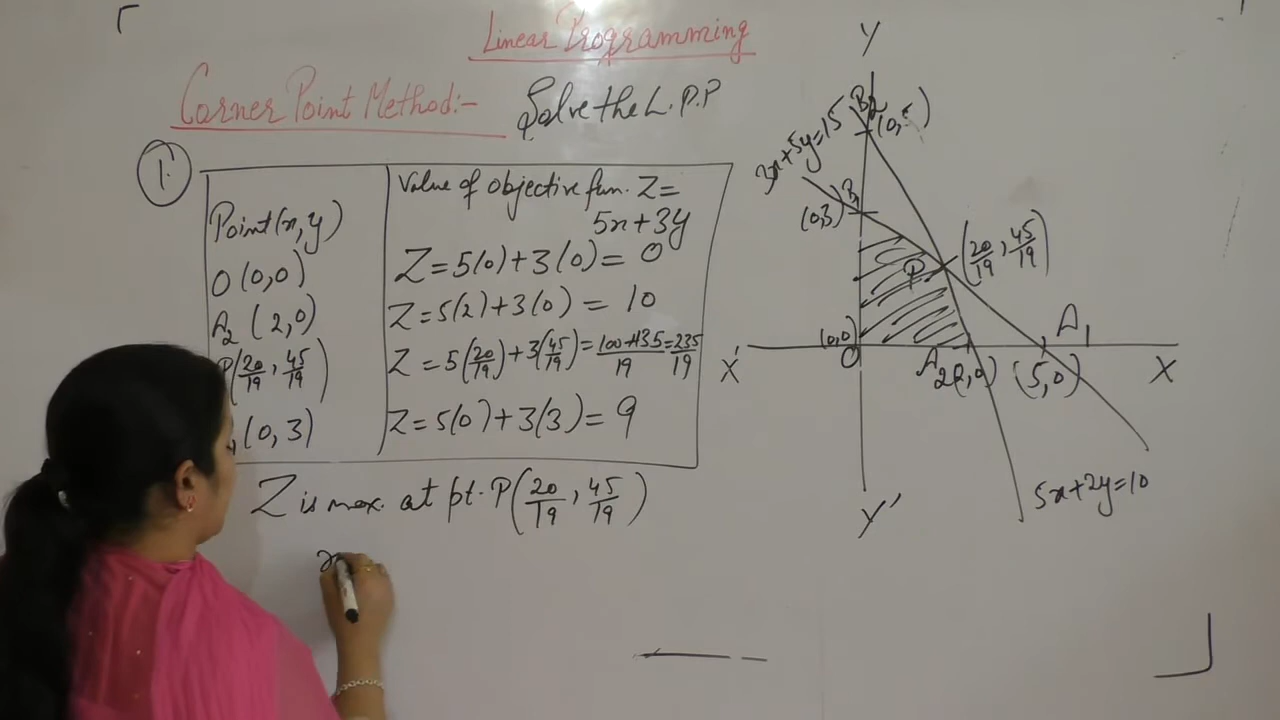 Linear Programming
Corner Point Method:- Solve the L.P.P
1.
Point (x, y)
Value of objective fun. Z =
5x + 3y
O (0,0)
Z = 5(0) + 3(0) = 0
A2 (2,0)
Z = 5(2) + 3(0) = 10
P(20/19, 45/19)
Z = 5(20/19) + 3(45/19) = 100+135/19 = 235/19
(0, 3)
Z = 5(0) + 3(3) = 9
Z is max. at pt. P(20/19, 45/19)
x
Y
B2
(0,5)
3x+5y=15
B1
(0,3)
P
(20/19, 45/19)
(0,0)
O
A1
X'
A2(2,0)
(5,0)
X
5x+2y=10
Y'